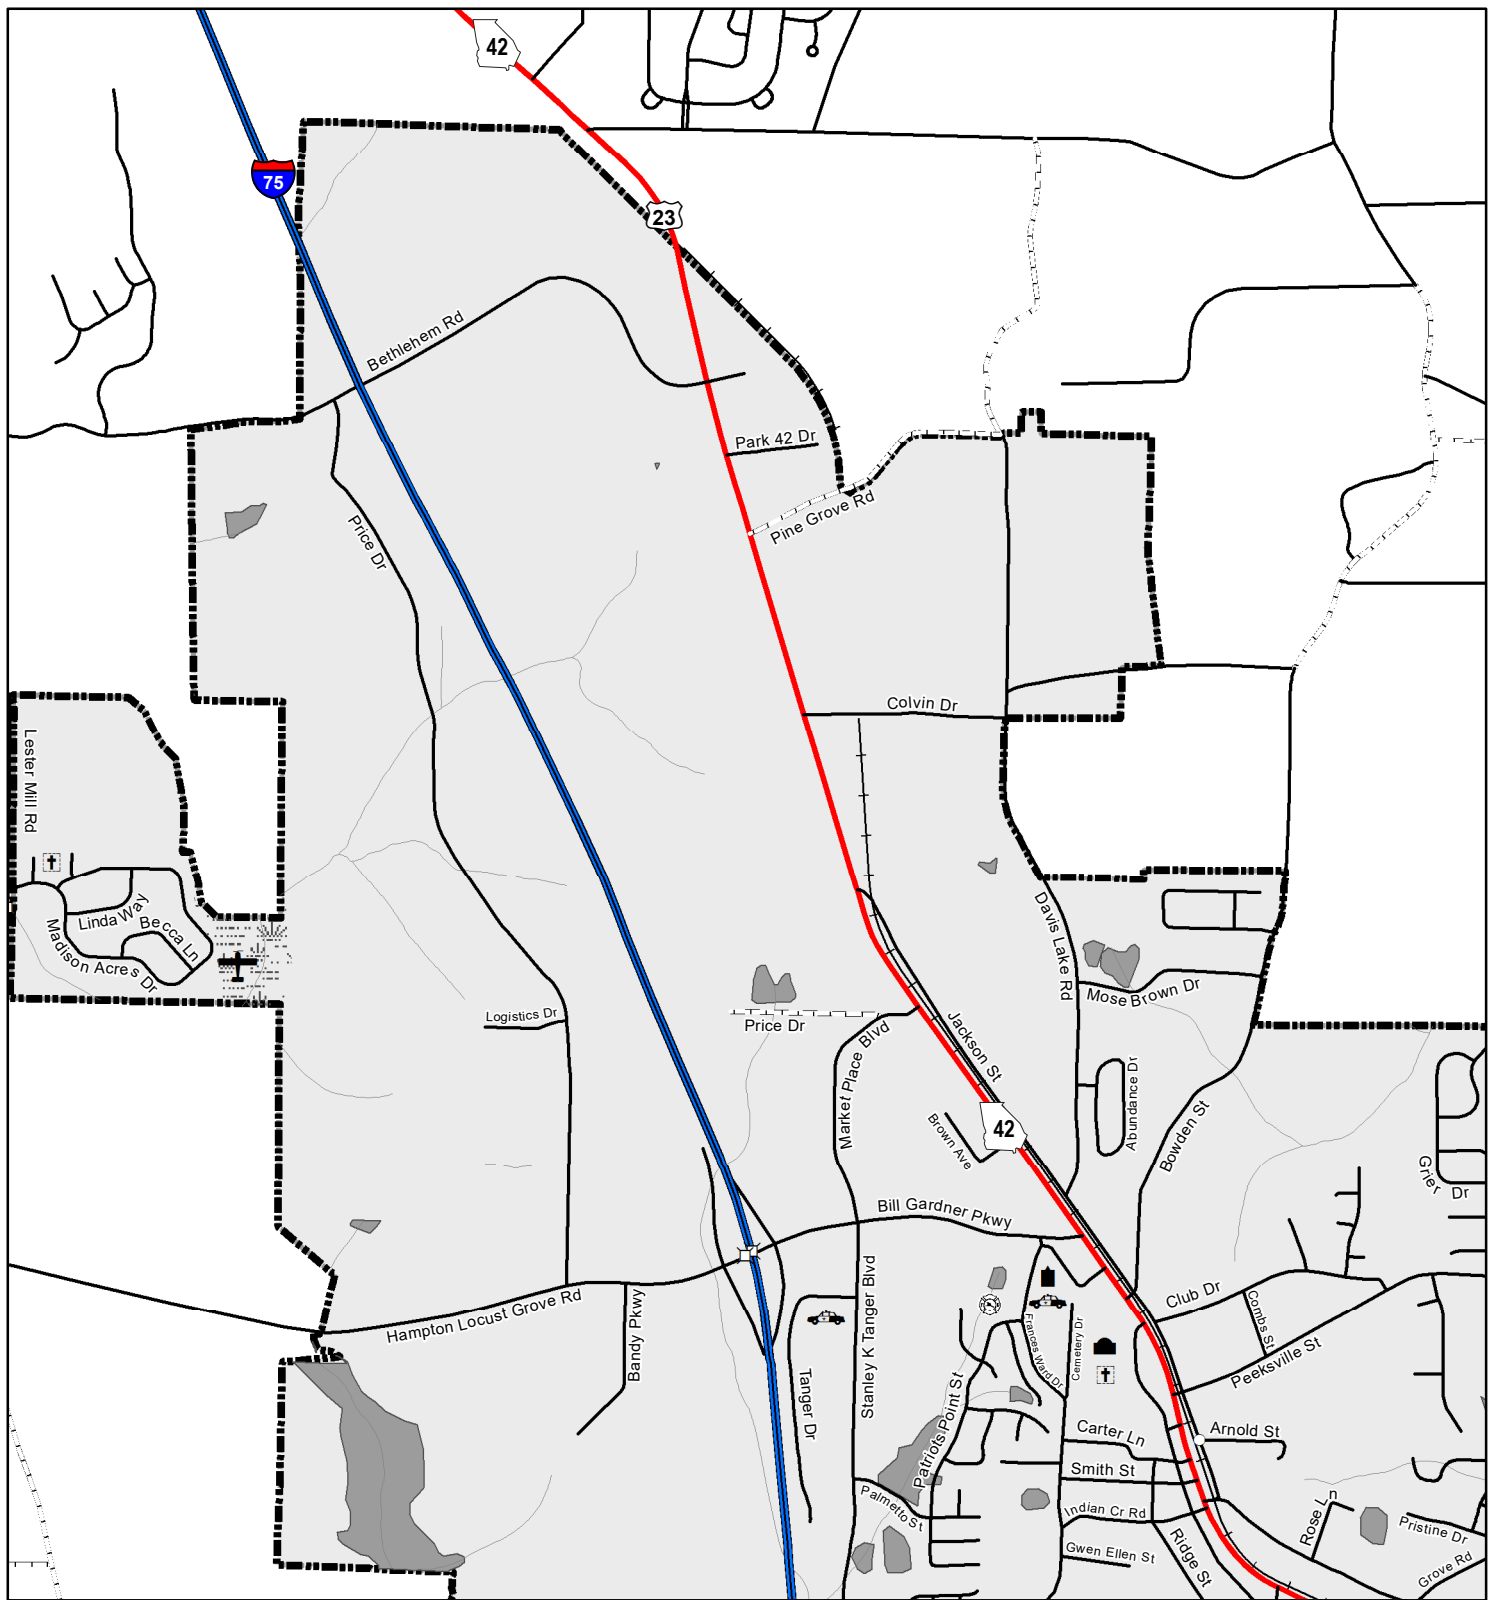 42
75
23
Bethlehem Rd
Park 42 Dr
Pine Grove Rd
Price Dr
Colvin Dr
Lester Mill Rd
Linda Way
Becca Ln
Madison Acres Dr
Davis Lake Rd
Mose Brown Dr
Logistics Dr
Price Dr
Market Place Blvd
Jackson St
Abundance Dr
42
Brown Ave
Bowden St
Grier Dr
Bill Gardner Pkwy
Stanley K Tanger Blvd
Club Dr
Combs St
Hampton Locust Grove Rd
Bandy Pkwy
Frances Ward Dr
Cemetery Dr
Peeksville St
Tanger Dr
Patriots Point St
Carter Ln
Arnold St
Smith St
Palmetto St
Indian Cr Rd
Rose Ln
Pristine Dr
Gwen Ellen St
Ridge St
Grove Rd